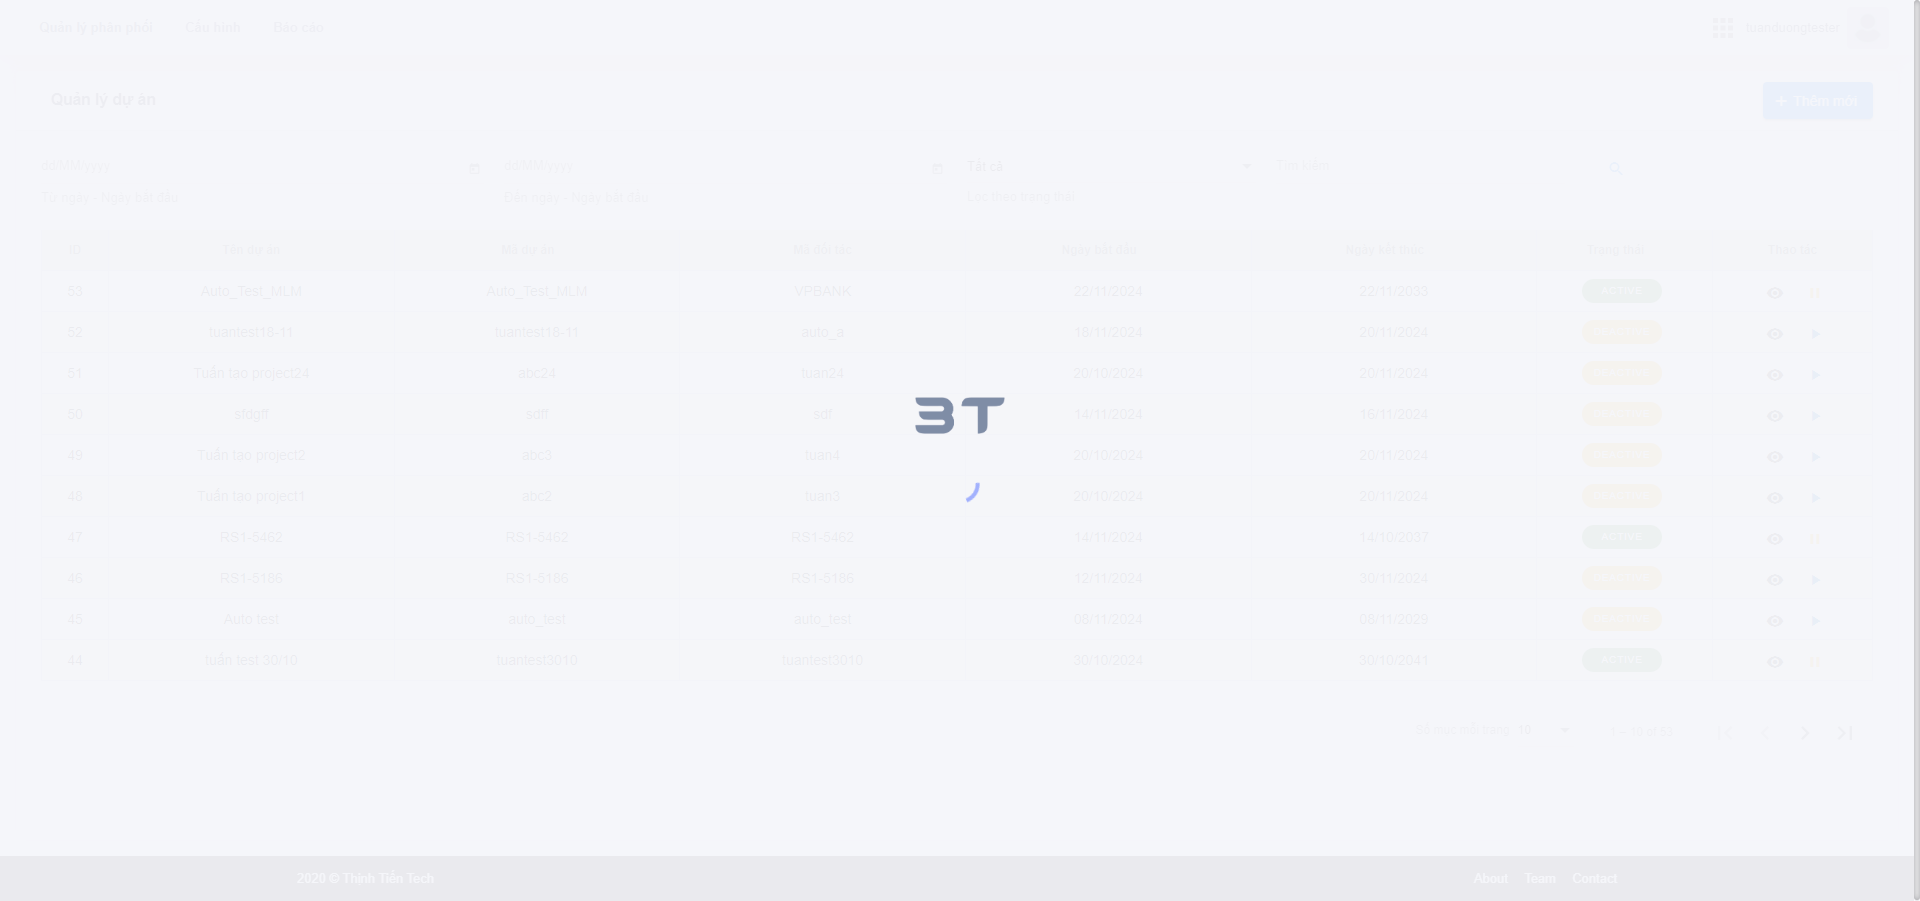 Quản lý phân phối Cấu hình Báo cáo tuanduongtester
Quản lý dự án + Thêm mới
dd/MM/yyyy dd/MM/yyyy Tất cả Tìm kiếm
Từ ngày - Ngày bắt đầu Đến ngày - Ngày bắt đầu Lọc theo trạng thái
ID Tên dự án Mã dự án Mã đối tác Ngày bắt đầu Ngày kết thúc Trạng thái Thao tác
53 Auto_Test_MLM Auto_Test_MLM VPBANK 22/11/2024 22/11/2033 ACTIVE
52 tuantest18-11 tuantest18-11 auto_a 18/11/2024 20/11/2024
51 Tuấn tạo project24 abc24 tuan24 20/10/2024 20/11/2024
50 sfdgff sdff sdf 14/11/2024 16/11/2024
49 Tuấn tạo project2 abc3 tuan4 20/10/2024 20/11/2024
48 Tuấn tạo project1 abc2 tuan3 20/10/2024 20/11/2024
47 RS1-5462 RS1-5462 RS1-5462 14/11/2024 14/10/2037 ACTIVE
46 RS1-5166 RS1-5166 RS1-5166 12/11/2024 30/11/2024
45 Auto test auto_test auto_test 08/11/2024 08/11/2029
44 tuấn test 30/10 tuantest3010 tuantest3010 30/10/2024 30/10/2041 ACTIVE
3T
Số mục mỗi trang 10 1 - 10 of 53
2020 © Thịnh Tiến Tech About Team Contact